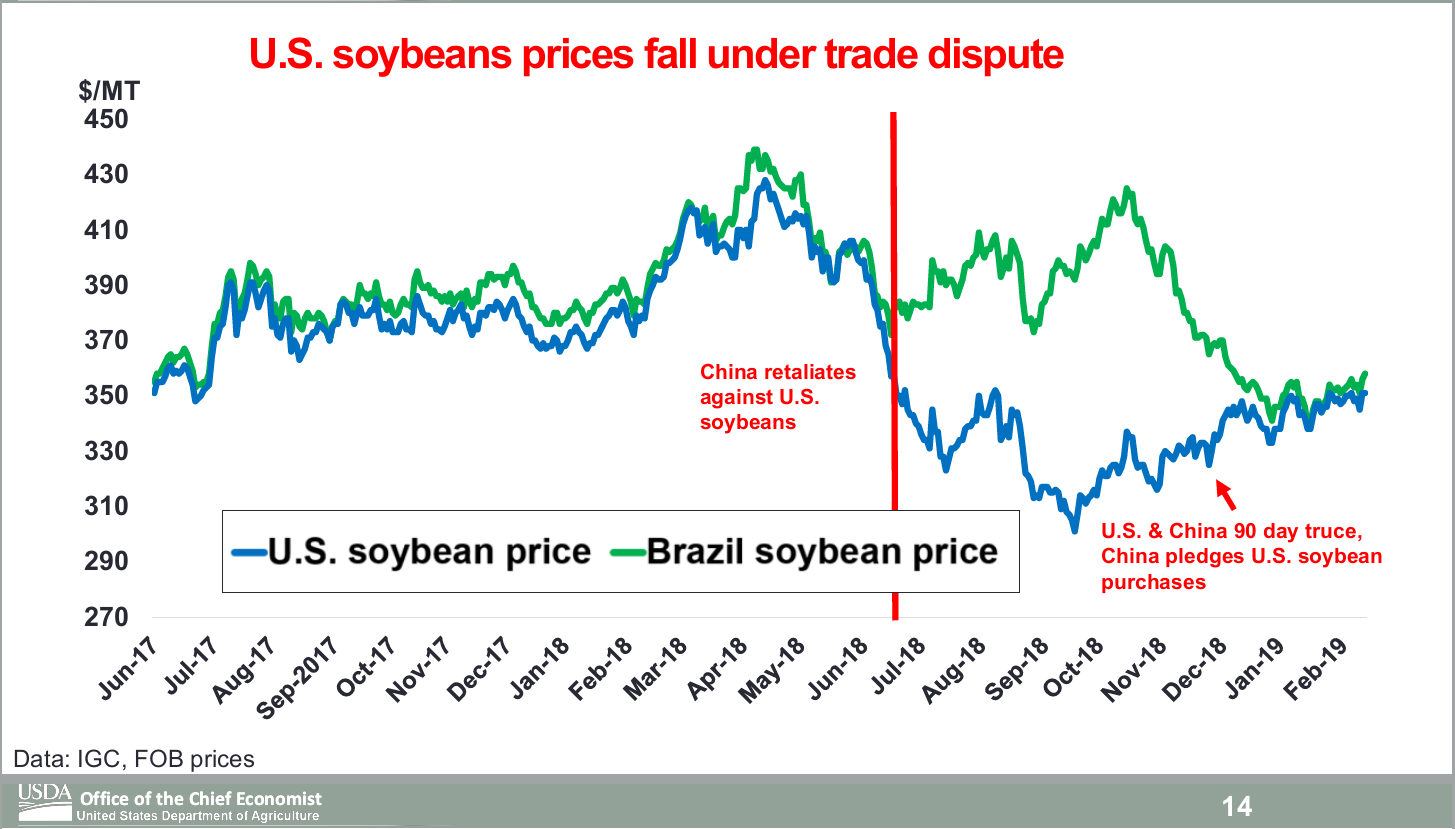 U.S. soybeans prices fall under trade dispute
$/MT
450
430
410
390
370
350
330
310
290
270
China retaliates
against U.S.
soybeans
U.S. & China 90 day truce,
China pledges U.S. soybean
purchases
U.S. soybean price
Brazil soybean price
Jun-17
Jul-17
Aug-17
Sep-2017
Oct-17
Nov-17
Dec-17
Jan-18
Feb-18
Mar-18
Apr-18
May-18
Jun-18
Jul-18
Aug-18
Sep-18
Oct-18
Nov-18
Dec-18
Jan-19
Feb-19
Data: IGC, FOB prices
USDA Office of the Chief Economist
United States Department of Agriculture
14